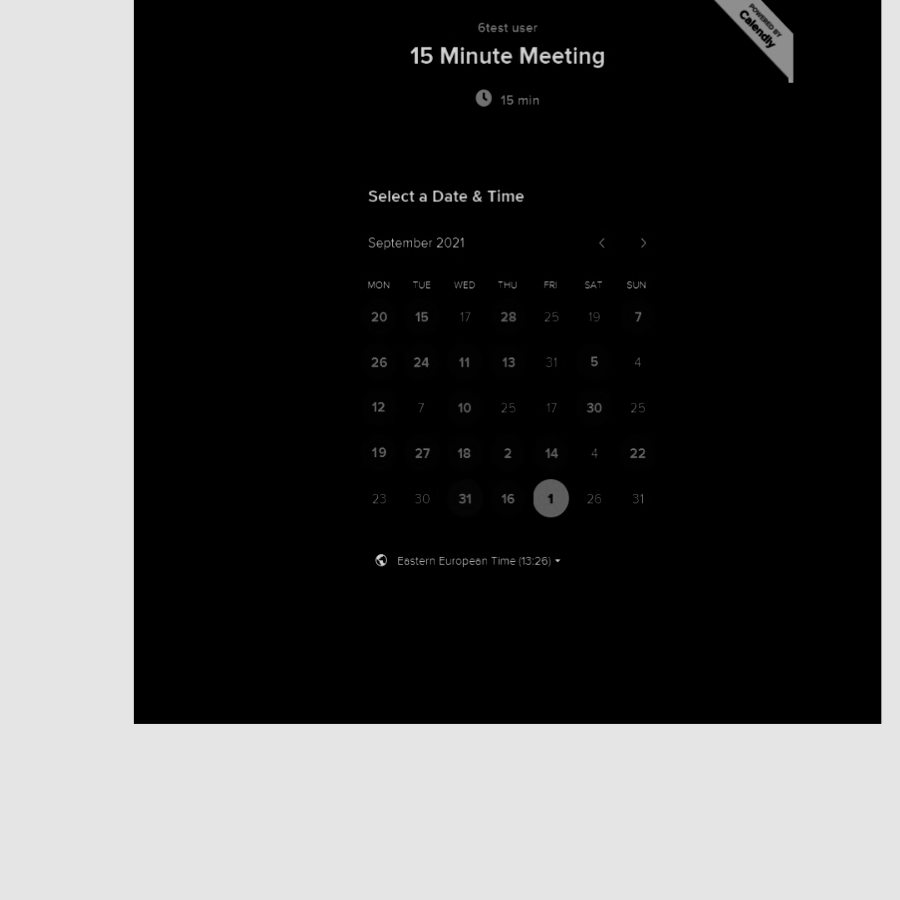 6test user
POWERED BY
Calendly
15 Minute Meeting
15 min
Select a Date & Time
September 2021
MON TUE WED THU FRI SAT SUN
20 15 17 28 25 19 7
26 24 11 13 31 5 4
12 7 10 25 17 30 25
19 27 18 2 14 4 22
23 30 31 16 1 26 31
Eastern European Time (13:26)